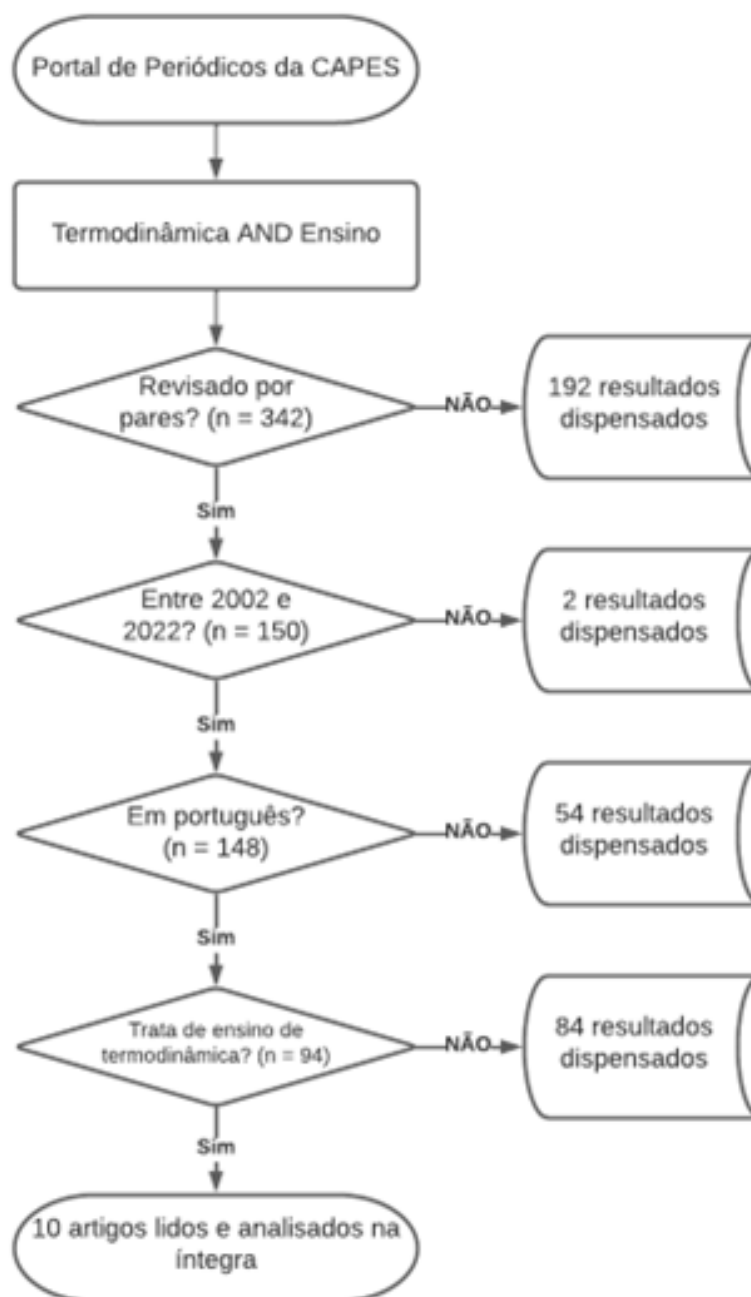 Portal de Periódicos da CAPES
Termodinâmica AND Ensino
Revisado por
pares? (n = 342)
NÃO
192 resultados
dispensados
Sim
Entre 2002 e
2022? (n = 150)
NÃO
2 resultados
dispensados
Sim
Em português?
(n = 148)
NÃO
54 resultados
dispensados
Sim
Trata de ensino de
termodinâmica? (n = 94)
NÃO
84 resultados
dispensados
Sim
10 artigos lidos e analisados na
íntegra